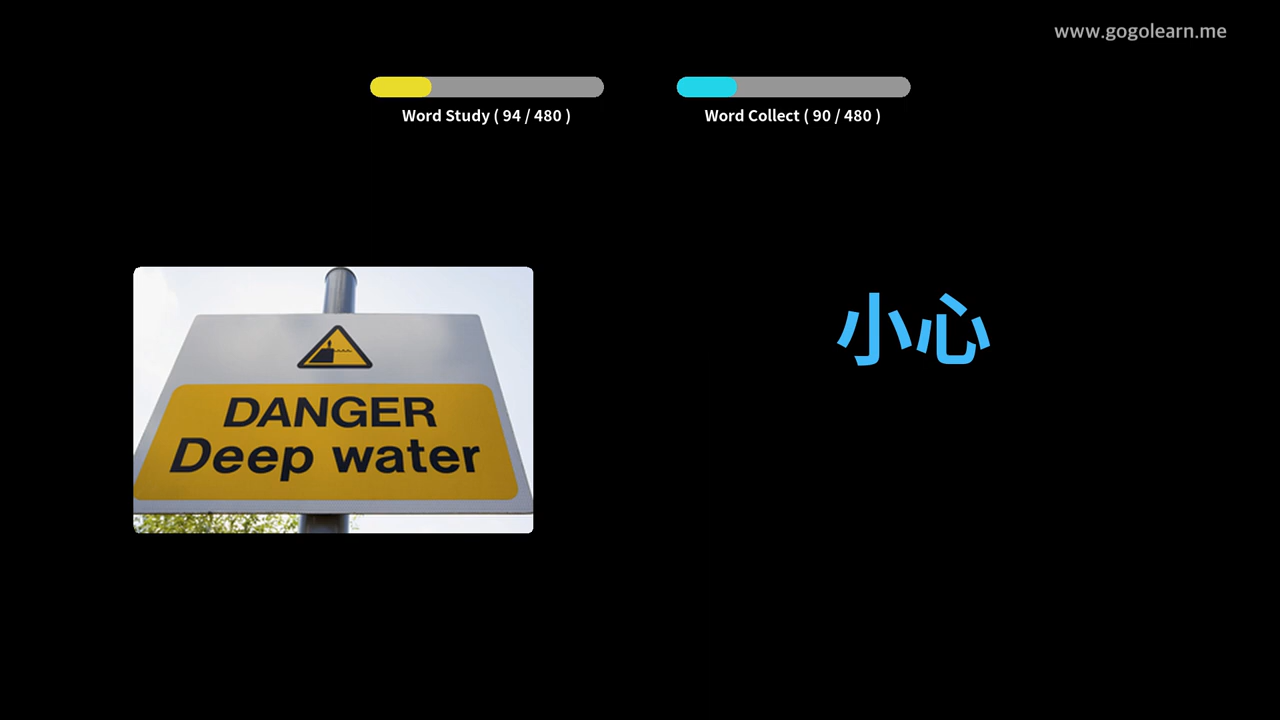 www.gogolearn.me
Word Study ( 94 / 480 )
Word Collect ( 90 / 480 )
DANGER
Deep water
小心